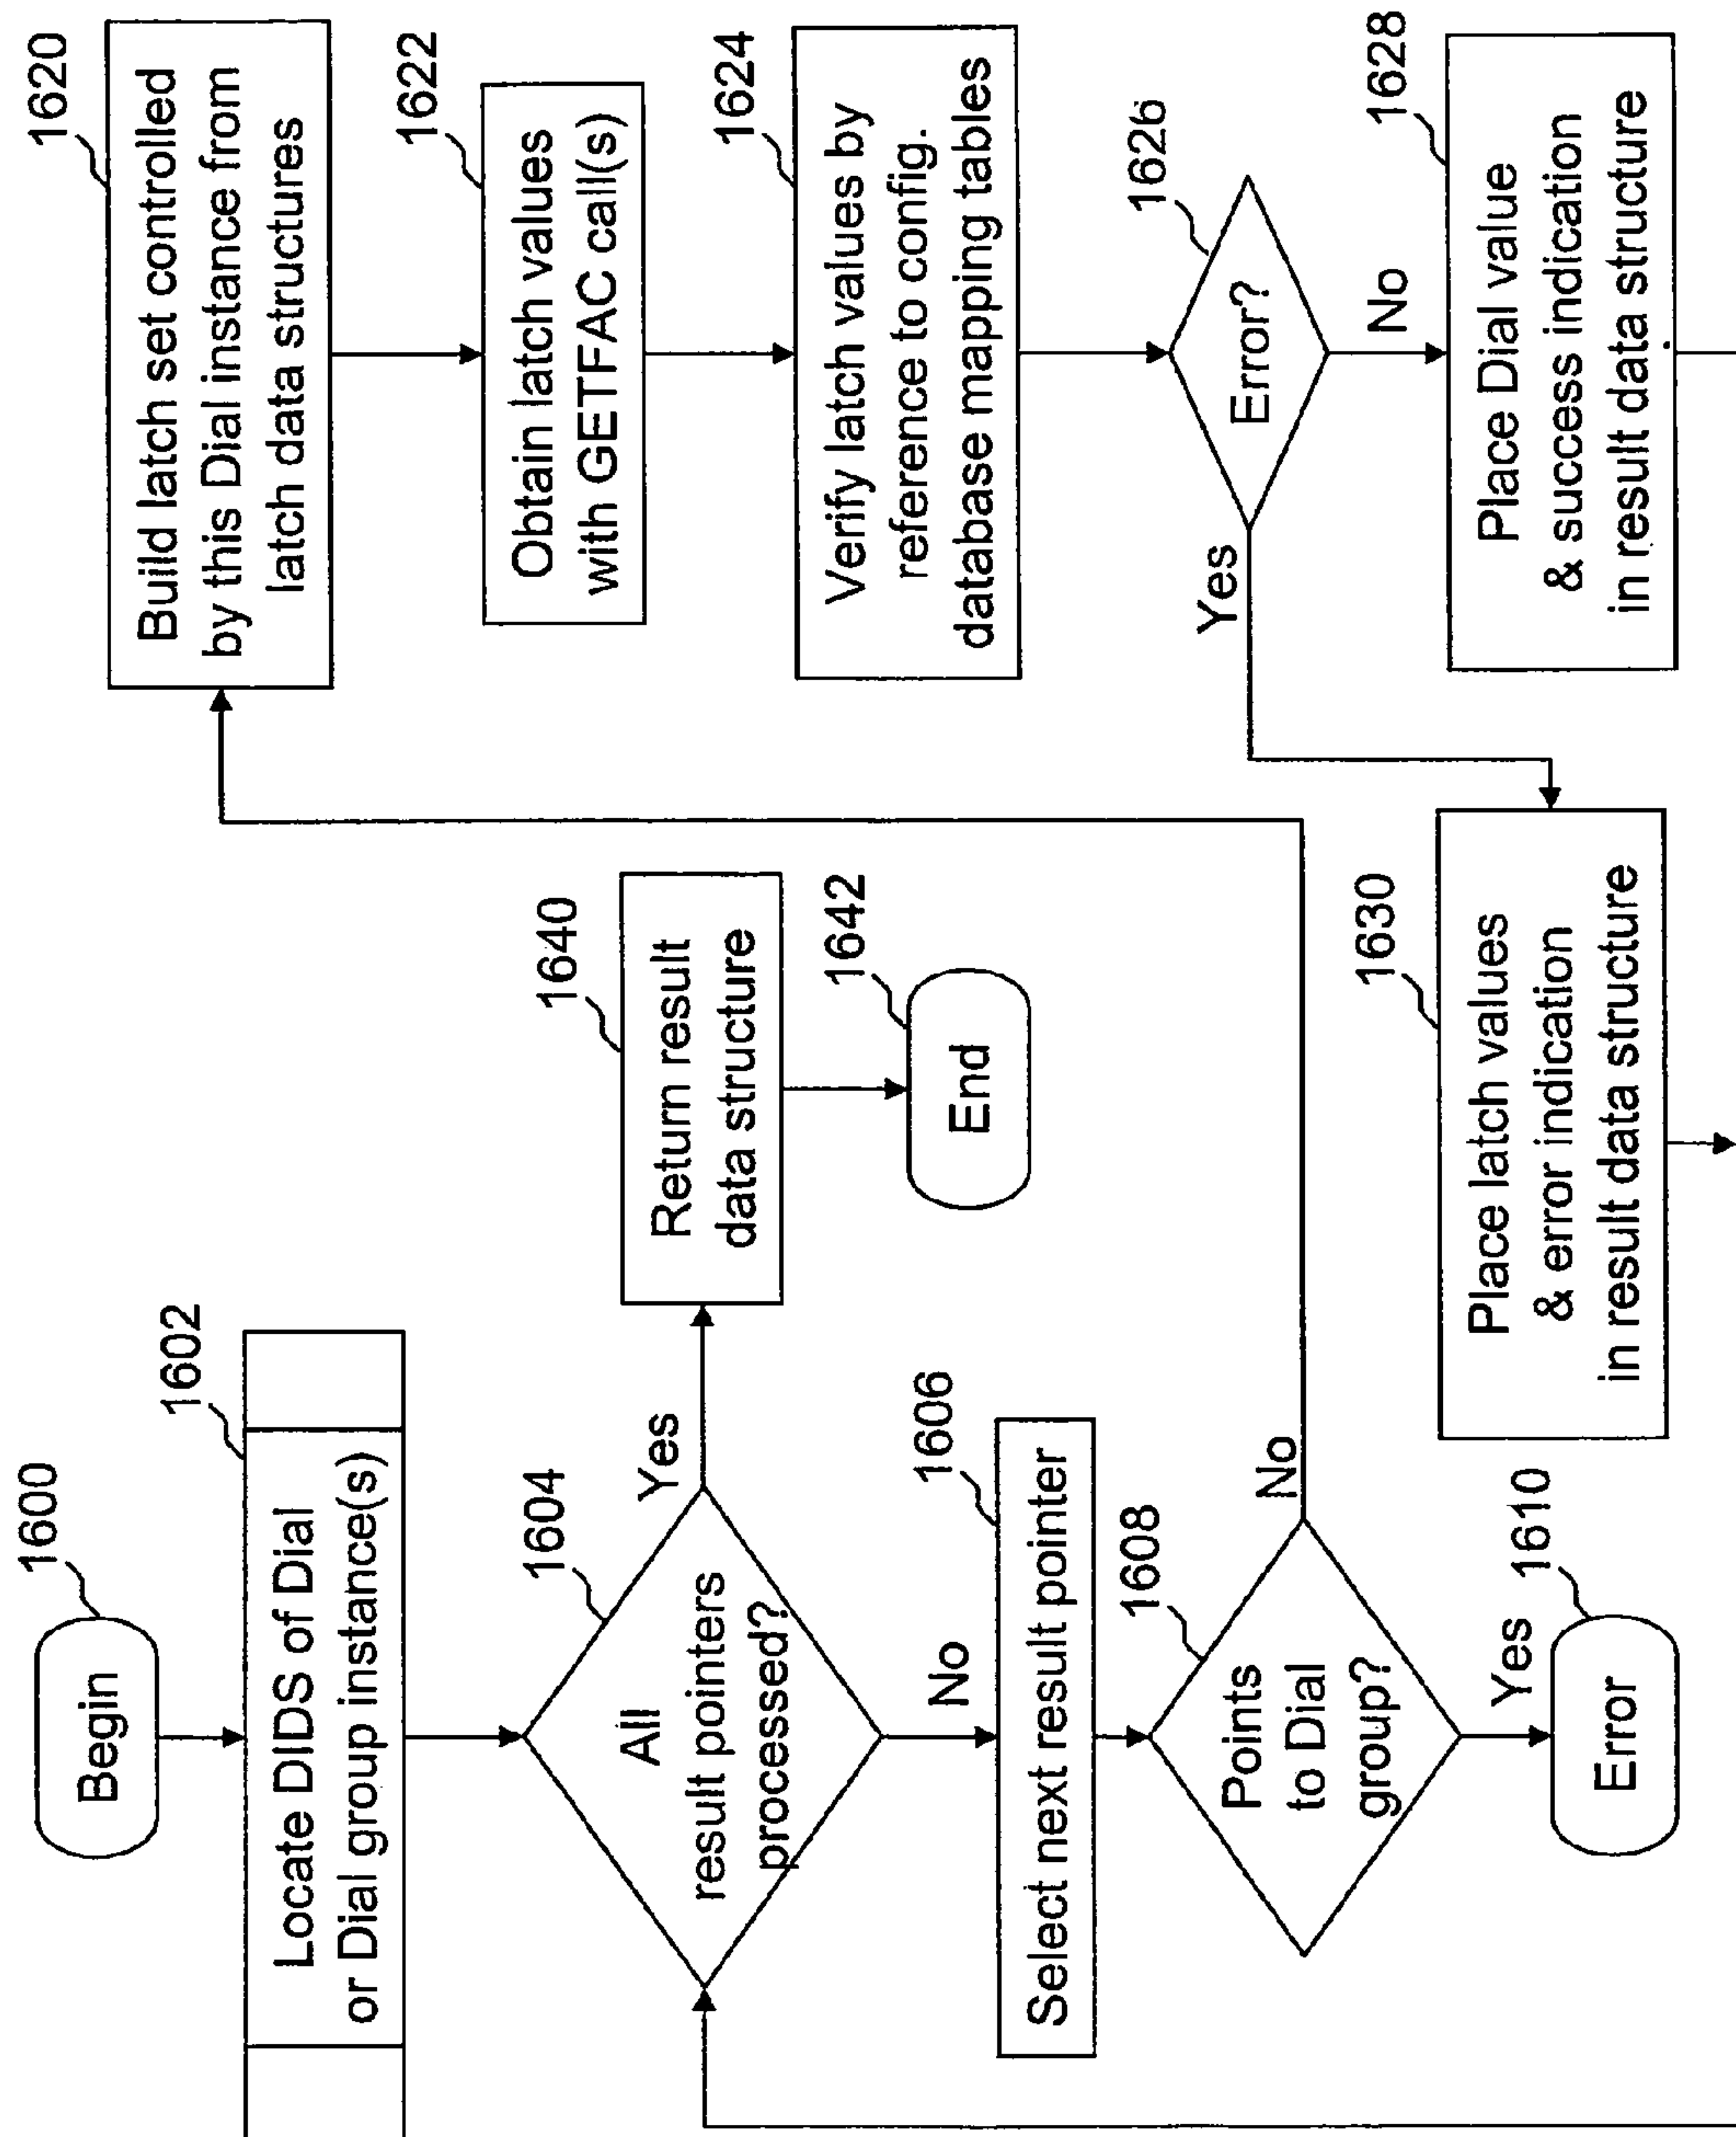 1600
Begin
1602
Locate DIDS of Dial
or Dial group instance(s)
1604
All
result pointers
processed?
Yes
No
1606
Select next result pointer
1608
Points
to Dial
group?
No
Yes
1610
Error
1640
Return result
data structure
1642
End
1620
Build latch set controlled
by this Dial instance from
latch data structures
1622
Obtain latch values
with GETFAC call(s)
1624
Verify latch values by
reference to config.
database mapping tables
1626
Error?
Yes
No
1628
Place Dial value
& success indication
in result data structure
1630
Place latch values
& error indication
in result data structure